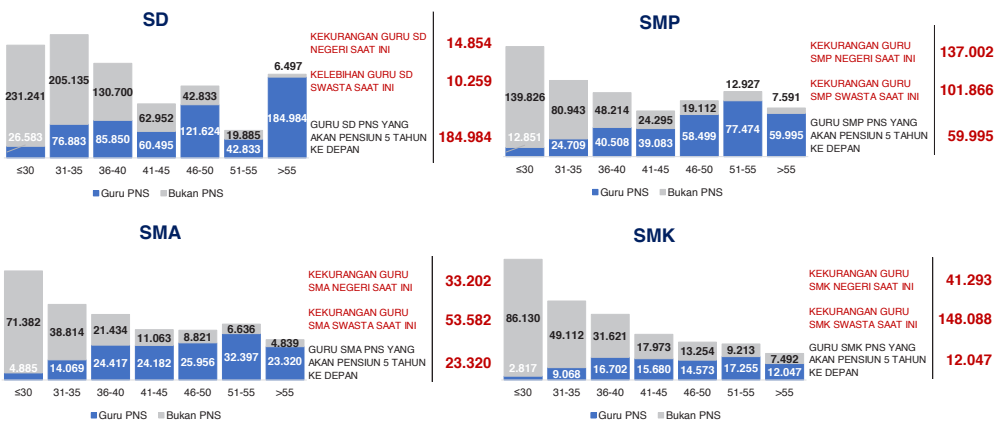 SD
KEKURANGAN GURU SD
NEGERI SAAT INI
14.854
KELEBIHAN GURU SD
SWASTA SAAT INI
10.259
GURU SD PNS YANG
AKAN PENSIUN 5 TAHUN
KE DEPAN
184.984
231.241
205.135
130.700
62.952
42.833
19.885
6.497
26.583
76.883
85.850
60.495
121.624
42.833
184.984
≤30 31-35 36-40 41-45 46-50 51-55 >55
Guru PNS Bukan PNS
SMP
KEKURANGAN GURU
SMP NEGERI SAAT INI
137.002
KEKURANGAN GURU
SMP SWASTA SAAT INI
101.866
GURU SMP PNS YANG
AKAN PENSIUN 5 TAHUN
KE DEPAN
59.995
139.826
80.943
48.214
24.295
19.112
12.927
7.591
12.851
24.709
40.508
39.083
58.499
77.474
59.995
≤30 31-35 36-40 41-45 46-50 51-55 >55
Guru PNS Bukan PNS
SMA
KEKURANGAN GURU
SMA NEGERI SAAT INI
33.202
KEKURANGAN GURU
SMA SWASTA SAAT INI
53.582
GURU SMA PNS YANG
AKAN PENSIUN 5 TAHUN
KE DEPAN
23.320
71.382
38.814
21.434
11.063
8.821
6.636
4.839
4.885
14.069
24.417
24.182
25.956
32.397
23.320
≤30 31-35 36-40 41-45 46-50 51-55 >55
Guru PNS Bukan PNS
SMK
KEKURANGAN GURU
SMK NEGERI SAAT INI
41.293
KEKURANGAN GURU
SMK SWASTA SAAT INI
148.088
GURU SMK PNS YANG
AKAN PENSIUN 5 TAHUN
KE DEPAN
12.047
86.130
49.112
31.621
17.973
13.254
9.213
7.492
2.817
9.068
16.702
15.680
14.573
17.255
12.047
≤30 31-35 36-40 41-45 46-50 51-55 >55
Guru PNS Bukan PNS